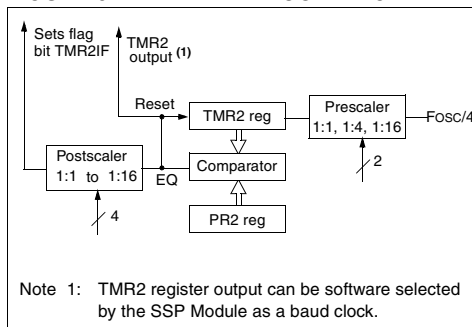 Sets flag
bit TMR2IF
TMR2
output (1)
Reset
TMR2 reg
Prescaler
1:1, 1:4, 1:16
FOSC/4
2
Postscaler
1:1 to 1:16
EQ
Comparator
4
PR2 reg
Note 1: TMR2 register output can be software selected
by the SSP Module as a baud clock.